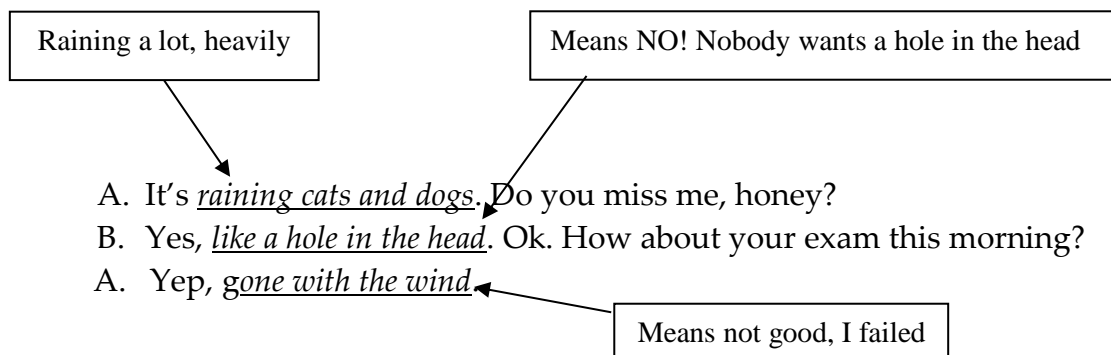 Raining a lot, heavily
Means NO! Nobody wants a hole in the head
A. It's raining cats and dogs. Do you miss me, honey?
B. Yes, like a hole in the head. Ok. How about your exam this morning?
A. Yep, gone with the wind.
Means not good, I failed